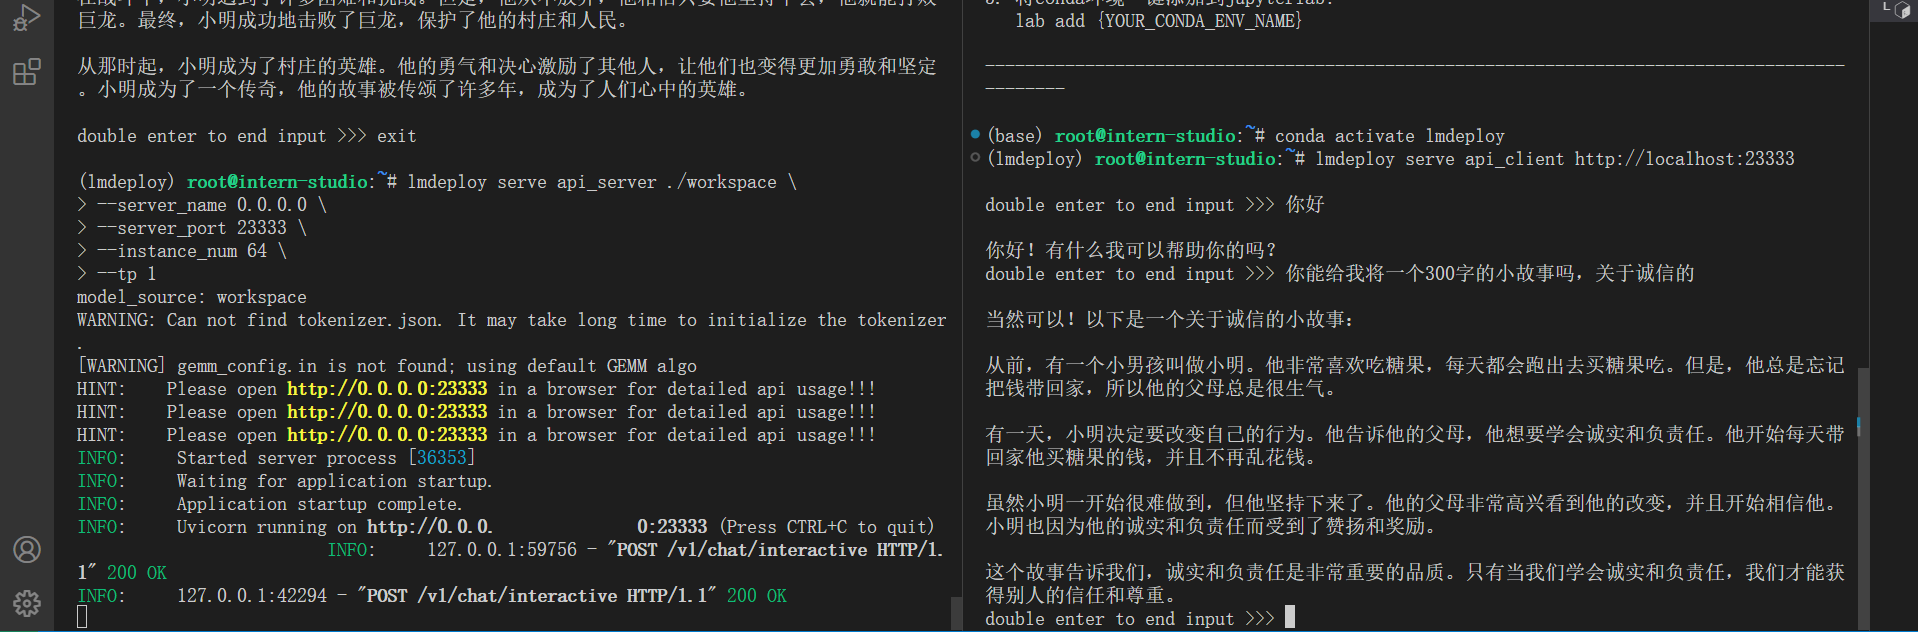 巨龙。最终，小明成功地击败了巨龙，保护了他的村庄和人民。
从那时起，小明成为了村庄的英雄。他的勇气和决心激励了其他人，让他们也变得更加勇敢和坚定
。小明成为了一个传奇，他的故事被传颂了许多年，成为了人们心中的英雄。
double enter to end input >>> exit
(lmdeploy) root@intern-studio:~# lmdeploy serve api_server ./workspace \
> --server_name 0.0.0.0 \
> --server_port 23333 \
> --instance_num 64 \
> --tp 1
model_source: workspace
WARNING: Can not find tokenizer.json. It may take long time to initialize the tokenizer
.
[WARNING] gemm_config.in is not found; using default GEMM algo
HINT:    Please open http://0.0.0.0:23333 in a browser for detailed api usage!!!
HINT:    Please open http://0.0.0.0:23333 in a browser for detailed api usage!!!
HINT:    Please open http://0.0.0.0:23333 in a browser for detailed api usage!!!
INFO:     Started server process [36353]
INFO:     Waiting for application startup.
INFO:     Application startup complete.
INFO:     Uvicorn running on http://0.0.0.              0:23333 (Press CTRL+C to quit)
INFO:     127.0.0.1:59756 - "POST /v1/chat/interactive HTTP/1.
1" 200 OK
INFO:     127.0.0.1:42294 - "POST /v1/chat/interactive HTTP/1.1" 200 OK
lab add {YOUR_CONDA_ENV_NAME}
--------------------------------------------------------------------------------------
--------
(base) root@intern-studio:~# conda activate lmdeploy
(lmdeploy) root@intern-studio:~# lmdeploy serve api_client http://localhost:23333
double enter to end input >>> 你好
你好！有什么我可以帮助你的吗？
double enter to end input >>> 你能给我将一个300字的小故事吗，关于诚信的
当然可以！以下是一个关于诚信的小故事：
从前，有一个小男孩叫做小明。他非常喜欢吃糖果，每天都会跑出去买糖果吃。但是，他总是忘记
把钱带回家，所以他的父母总是很生气。
有一天，小明决定要改变自己的行为。他告诉他的父母，他想要学会诚实和负责任。他开始每天带
回家他买糖果的钱，并且不再乱花钱。
虽然小明一开始很难做到，但他坚持下来了。他的父母非常高兴看到他的改变，并且开始相信他。
小明也因为他的诚实和负责任而受到了赞扬和奖励。
这个故事告诉我们，诚实和负责任是非常重要的品质。只有当我们学会诚实和负责任，我们才能获
得别人的信任和尊重。
double enter to end input >>>